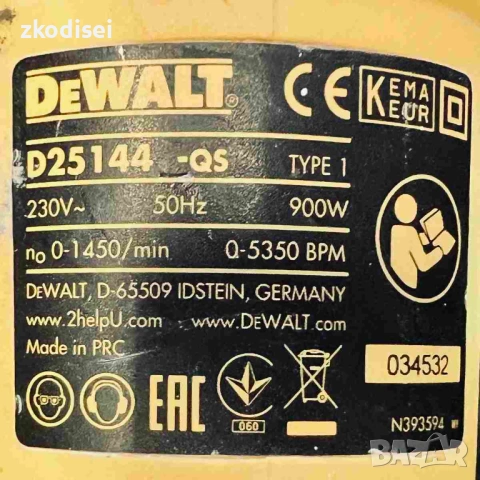 zkodisei
DEWALT®
CE
KEMA
KEUR
D25144 -QS TYPE 1
230V~ 50Hz 900W
no 0-1450/min 0-5350 BPM
DEWALT, D-65509 IDSTEIN, GERMANY
www.2helpU.com www.DEWALT.com
Made in PRC
034532
EAC
060
N393594
BAZAR